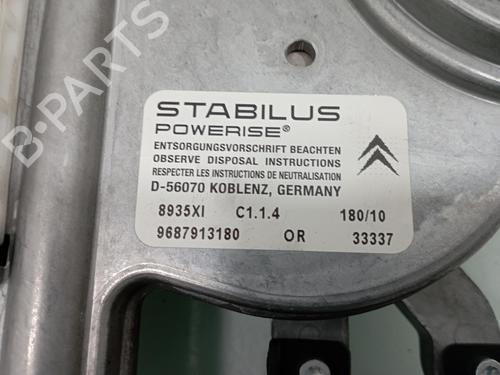 B-PARTS
STABILUS
POWERISE®
ENTSORGUNGSVORSCHRIFT BEACHTEN
OBSERVE DISPOSAL INSTRUCTIONS
RESPECTER LES INSTRUCTIONS DE NEUTRALISATION
D-56070 KOBLENZ, GERMANY
8935XI C1.1.4 180/10
9687913180 OR 33337